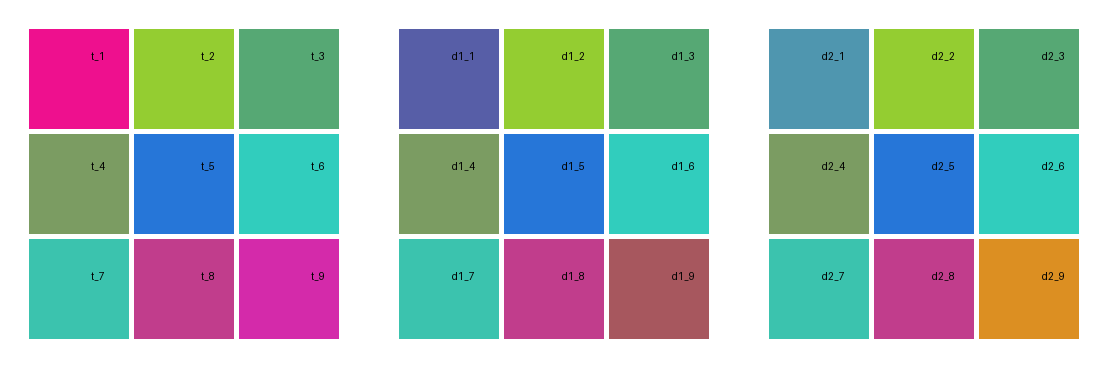 t_1 t_2 t_3 d1_1 d1_2 d1_3 d2_1 d2_2 d2_3
t_4 t_5 t_6 d1_4 d1_5 d1_6 d2_4 d2_5 d2_6
t_7 t_8 t_9 d1_7 d1_8 d1_9 d2_7 d2_8 d2_9